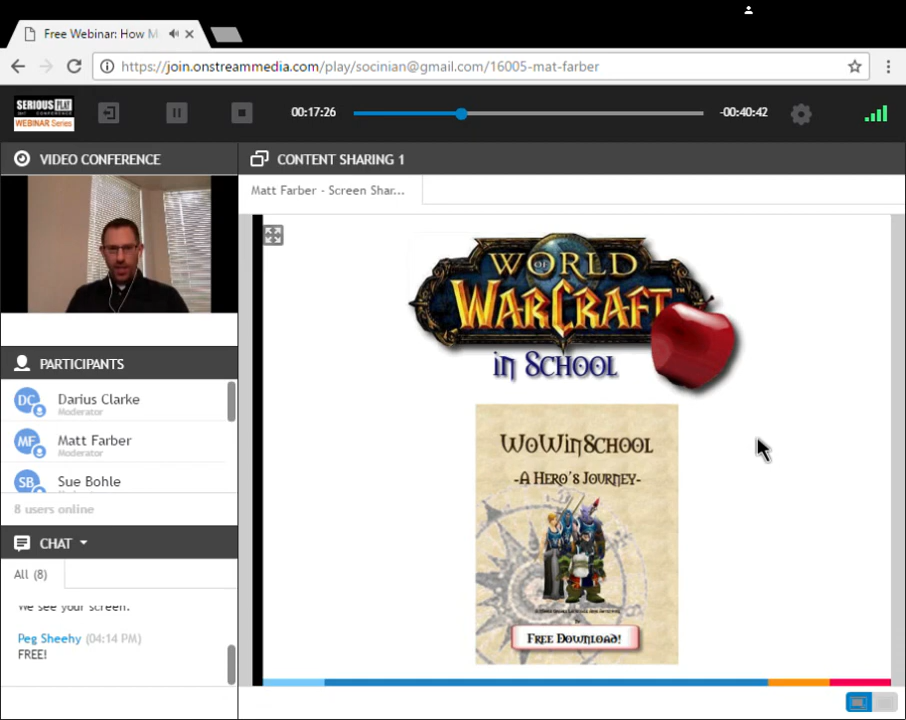 Free Webinar: How M
https://join.onstreammedia.com/play/socinian@gmail.com/16005-mat-farber
SERIOUS PLAY
CONFERENCE
WEBINAR Series
00:17:26
-00:40:42
VIDEO CONFERENCE
CONTENT SHARING 1
Matt Farber - Screen Shar...
WORLD
OF
WARCRAFT
in SCHOOL
PARTICIPANTS
DC
Darius Clarke
Moderator
MF
Matt Farber
Moderator
SB
Sue Bohle
8 users online
WoWinSchool
-A Hero's Journey-
Free Download!
CHAT
All (8)
We see your screen.
Peg Sheehy (04:14 PM)
FREE!